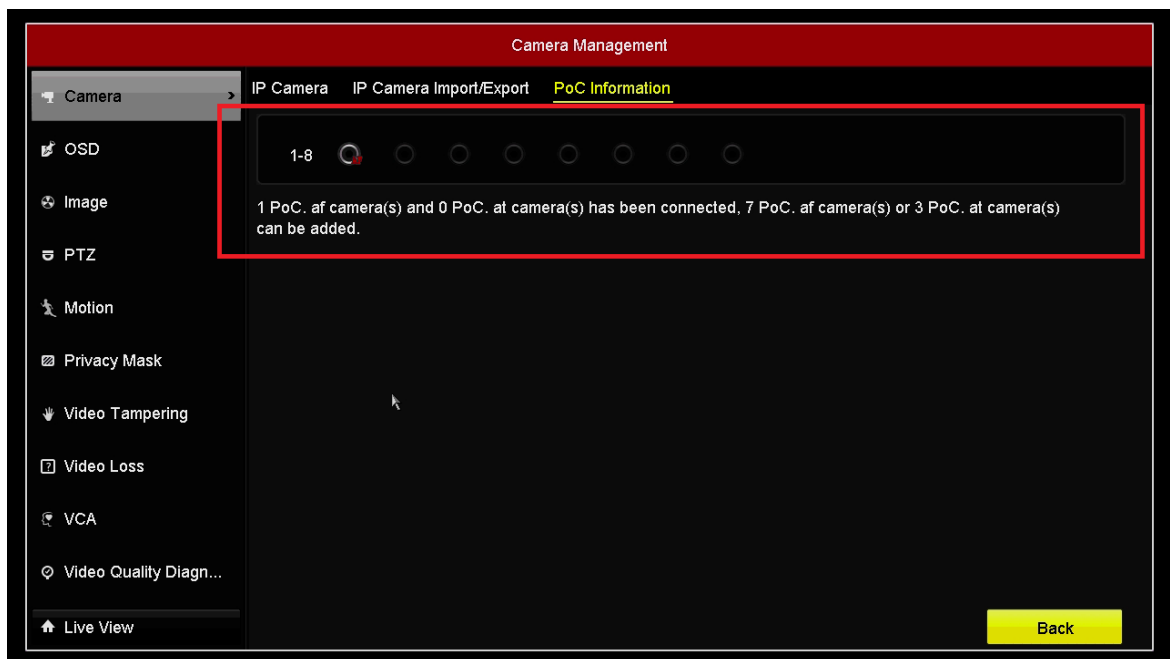 Camera Management
Camera
IP Camera IP Camera Import/Export PoC Information
OSD
1-8
Image
1 PoC. af camera(s) and 0 PoC. at camera(s) has been connected, 7 PoC. af camera(s) or 3 PoC. at camera(s)
can be added.
PTZ
Motion
Privacy Mask
Video Tampering
Video Loss
VCA
Video Quality Diagn...
Live View
Back